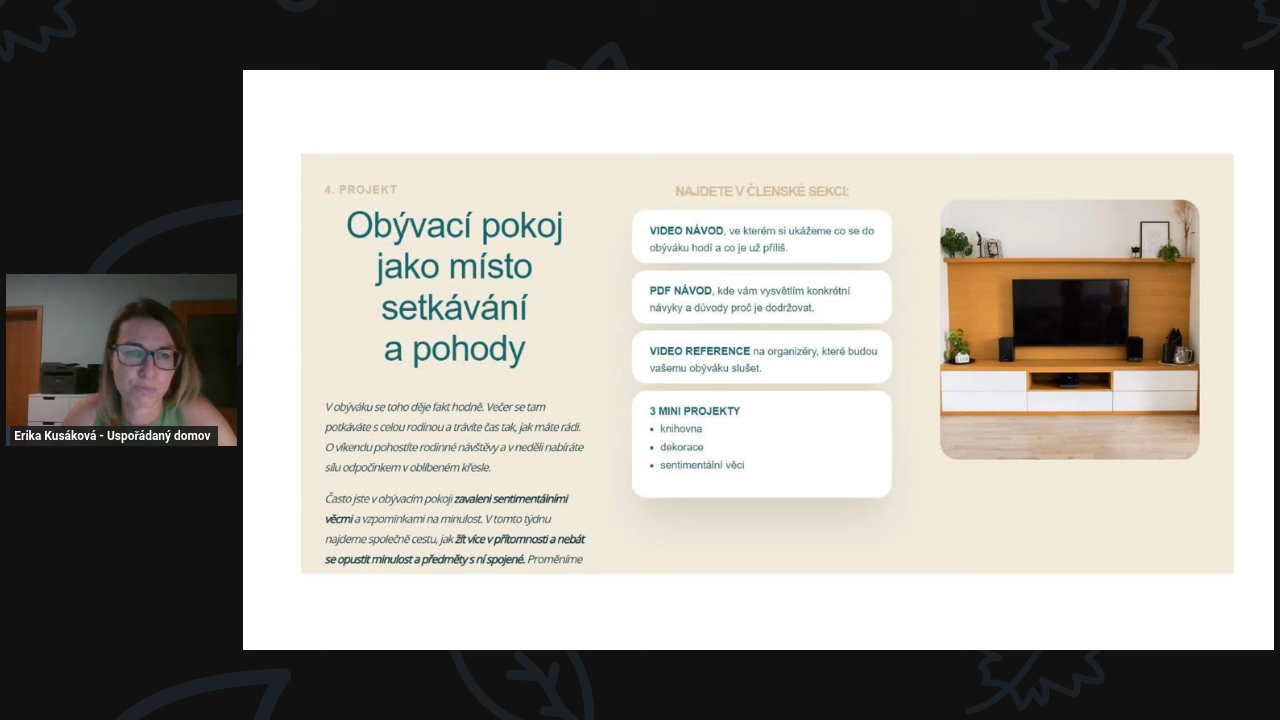 4. PROJEKT
Obývací pokoj
jako místo
setkávání
a pohody
V obýváku se toho děje fakt hodně. Večer se tam
potkáváte s celou rodinou a trávíte čas tak, jak máte rádi.
O víkendu pohostíte rodinné návštěvy a v neděli nabíráte
sílu odpočinkem v oblíbeném křesle.
Často jste v obývacím pokoji zavaleni sentimentálními
věcmi a vzpomínkami na minulost. V tomto týdnu
najdeme společně cestu, jak žít více v přítomnosti a nebát
se opustit minulost a předměty s ní spojené. Proměníme
NAJDETE V ČLENSKÉ SEKCI:
VIDEO NÁVOD, ve kterém si ukážeme co se do
obýváku hodí a co je už příliš.
PDF NÁVOD, kde vám vysvětlím konkrétní
návyky a důvody proč je dodržovat.
VIDEO REFERENCE na organizéry, které budou
vašemu obýváku slušet.
3 MINI PROJEKTY
• knihovna
• dekorace
• sentimentální věci
Erika Kusáková - Uspořádaný domov